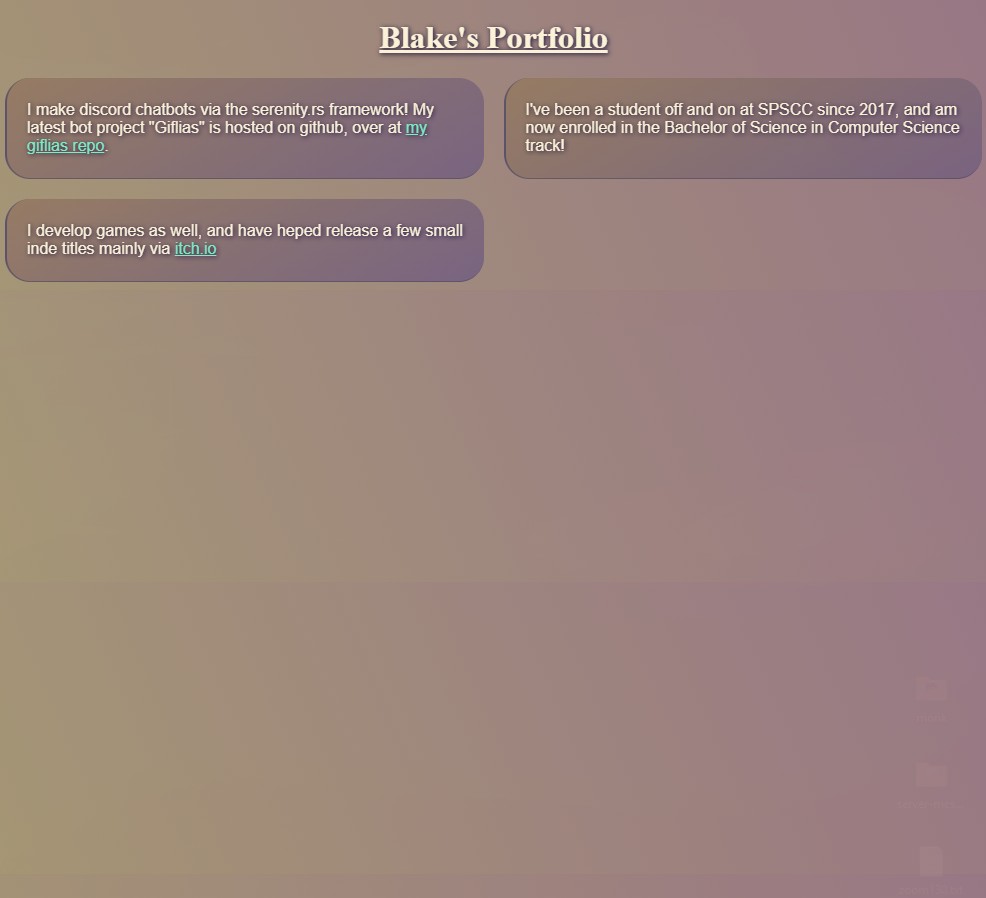 Blake's Portfolio
I make discord chatbots via the serenity.rs framework! My
latest bot project "Giflias" is hosted on github, over at my
giflias repo.
I've been a student off and on at SPSCC since 2017, and am
now enrolled in the Bachelor of Science in Computer Science
track!
I develop games as well, and have heped release a few small
inde titles mainly via itch.io